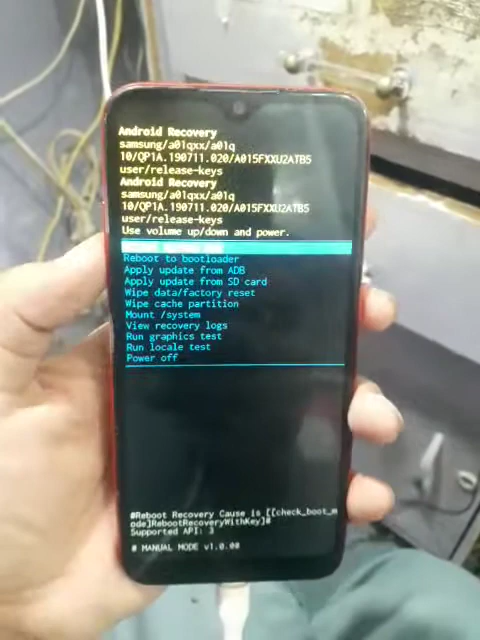 Android Recovery
samsung/a01qxx/a01q
10/QP1A.190711.020/A015FXXU2ATB5
user/release-keys
Android Recovery
samsung/a01qxx/a01q
10/QP1A.190711.020/A015FXXU2ATB5
user/release-keys
Use volume up/down and power.
Reboot to bootloader
Apply update from ADB
Apply update from SD card
Wipe data/factory reset
Wipe cache partition
Mount /system
View recovery logs
Run graphics test
Run locale test
Power off
#Reboot Recovery Cause is [[check_boot_m
ode]RebootRecoveryWithKey]#
Supported API: 3
# MANUAL MODE v1.0.0#